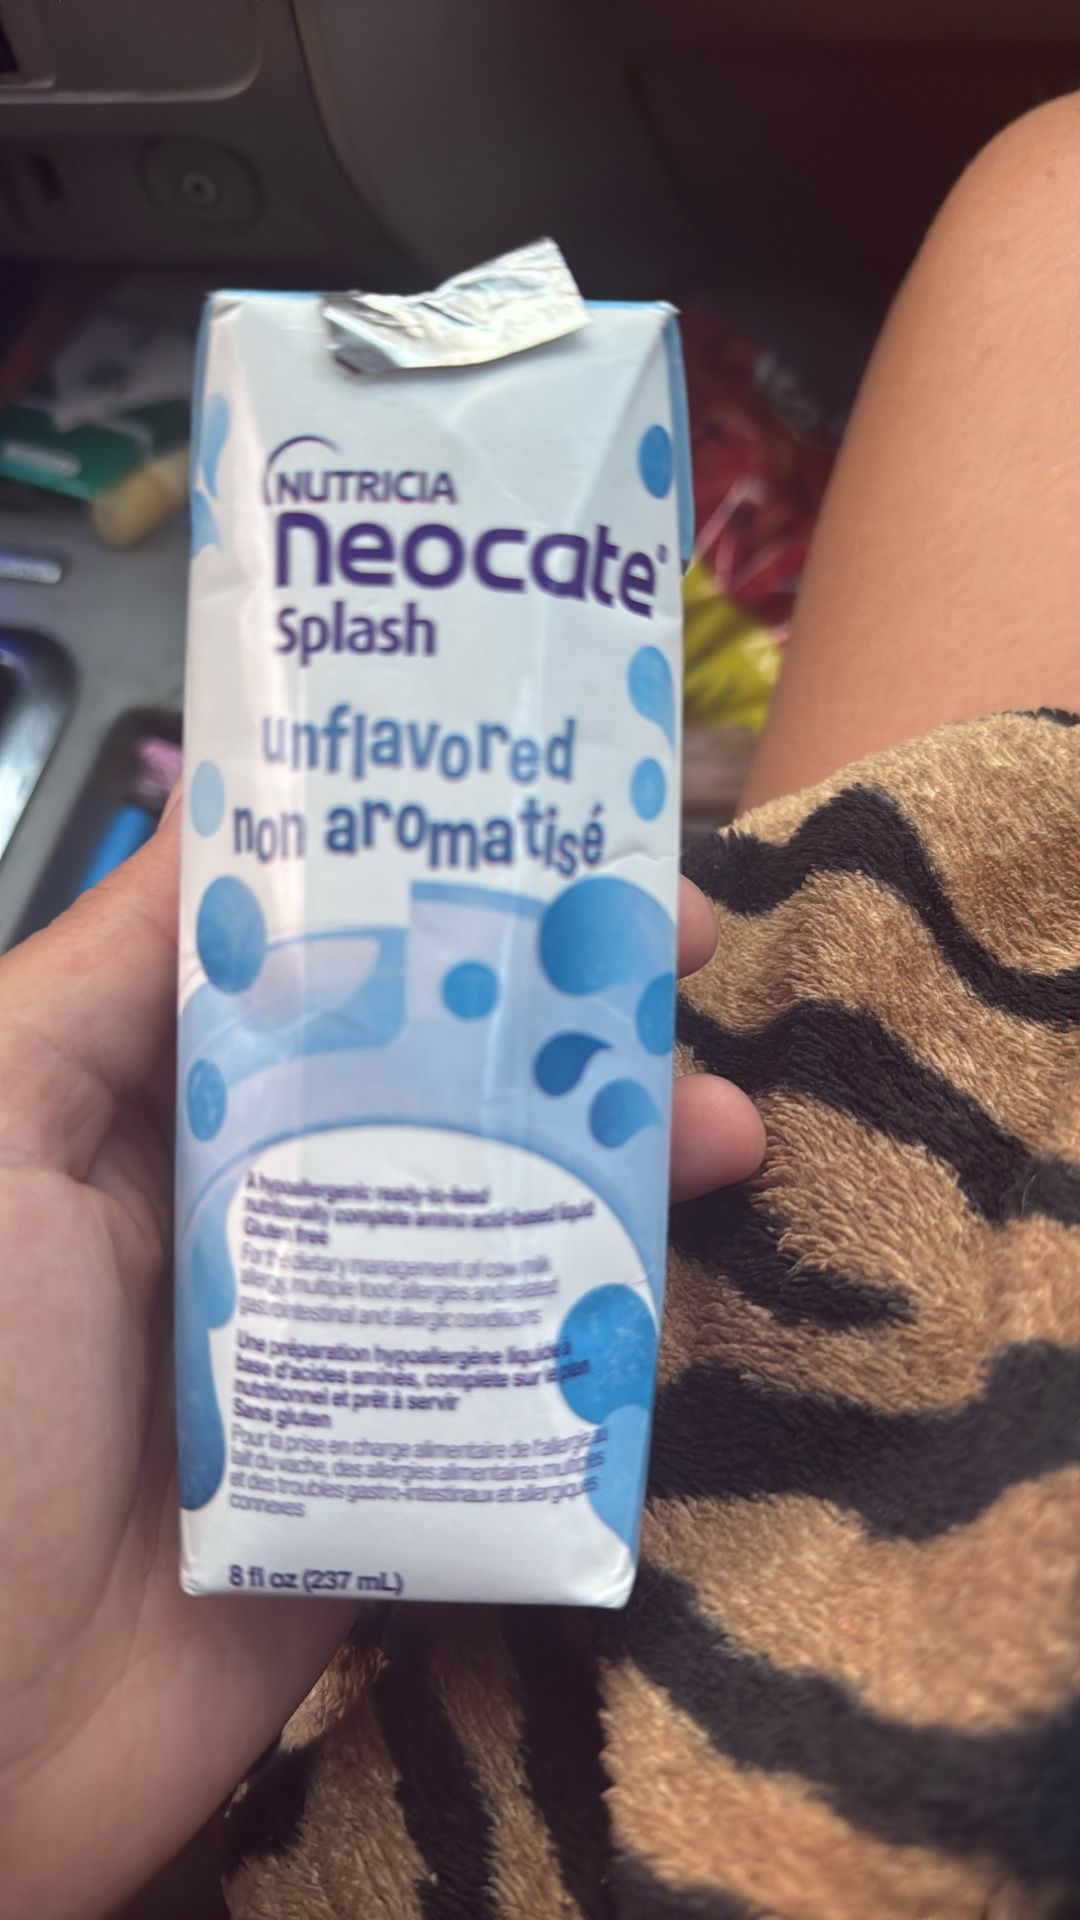 NUTRICIA
neocate
Splash
unflavored
non aromatisé
A hypoallergenic ready-to-feed
nutritionally complete amino acid-based liquid
Gluten free
For the dietary management of cow milk
allergy, multiple food allergies and related
gastrointestinal and allergic conditions
Une préparation hypoallergène liquide à
base d'acides aminés, complète sur le plan
nutritionnel et prêt à servir
Sans gluten
Pour la prise en charge alimentaire de l'allergie au
lait du vache, des allergies alimentaires multiples
et des troubles gastro-intestinaux et allergiques
connexes
8 fl oz (237 mL)